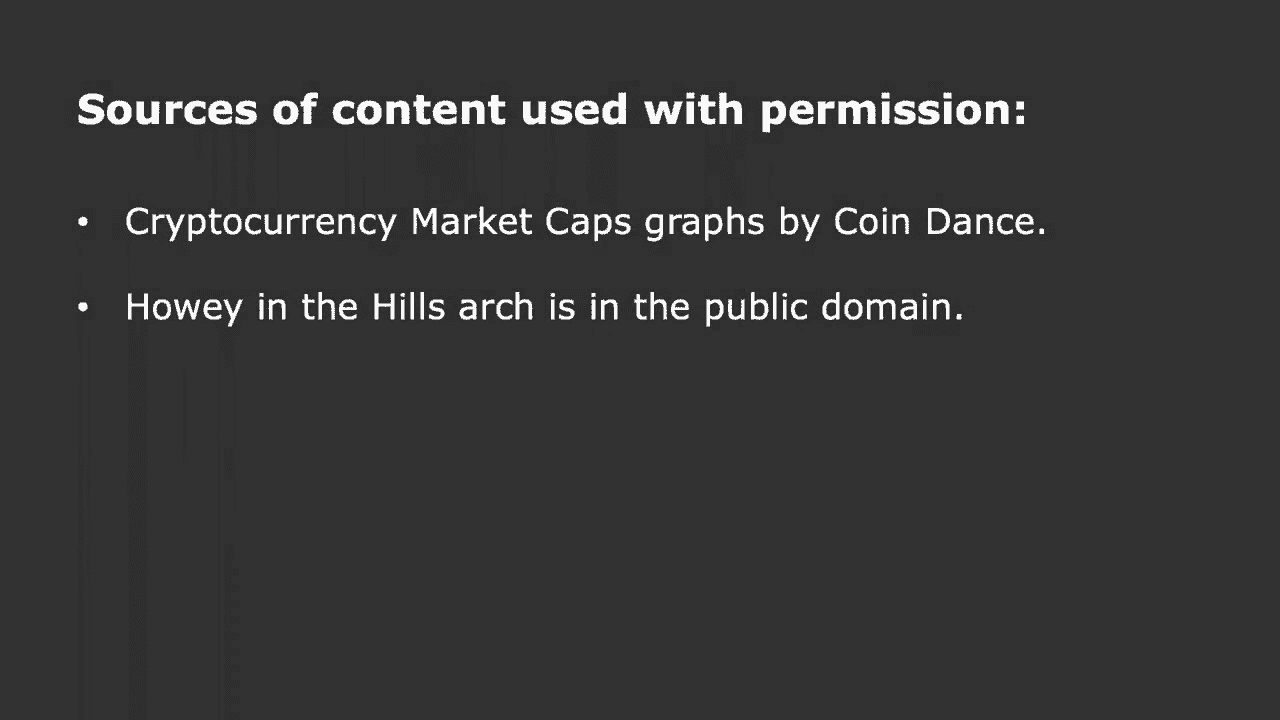 Sources of content used with permission:
• Cryptocurrency Market Caps graphs by Coin Dance.
• Howey in the Hills arch is in the public domain.